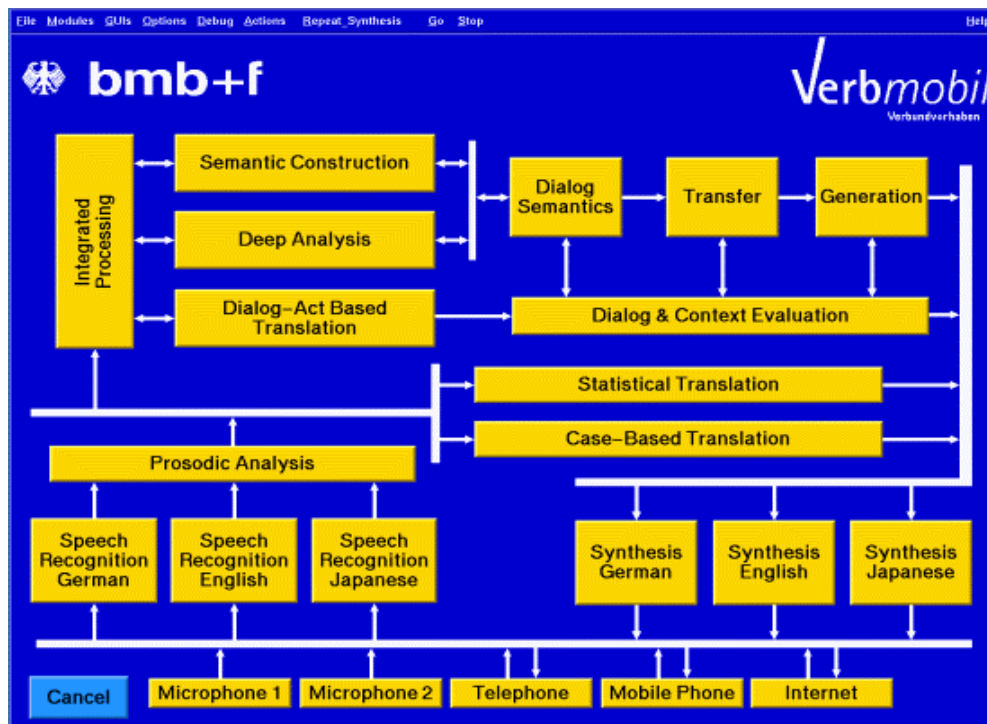 File Modules GUIs Options Debug Actions Repeat_Synthesis Go Stop Help
bmb+f
Verbmobil
Verbundvorhaben
Integrated
Processing
Semantic Construction
Deep Analysis
Dialog-Act Based
Translation
Dialog
Semantics
Transfer
Generation
Dialog & Context Evaluation
Statistical Translation
Case-Based Translation
Prosodic Analysis
Speech
Recognition
German
Speech
Recognition
English
Speech
Recognition
Japanese
Synthesis
German
Synthesis
English
Synthesis
Japanese
Cancel
Microphone 1
Microphone 2
Telephone
Mobile Phone
Internet